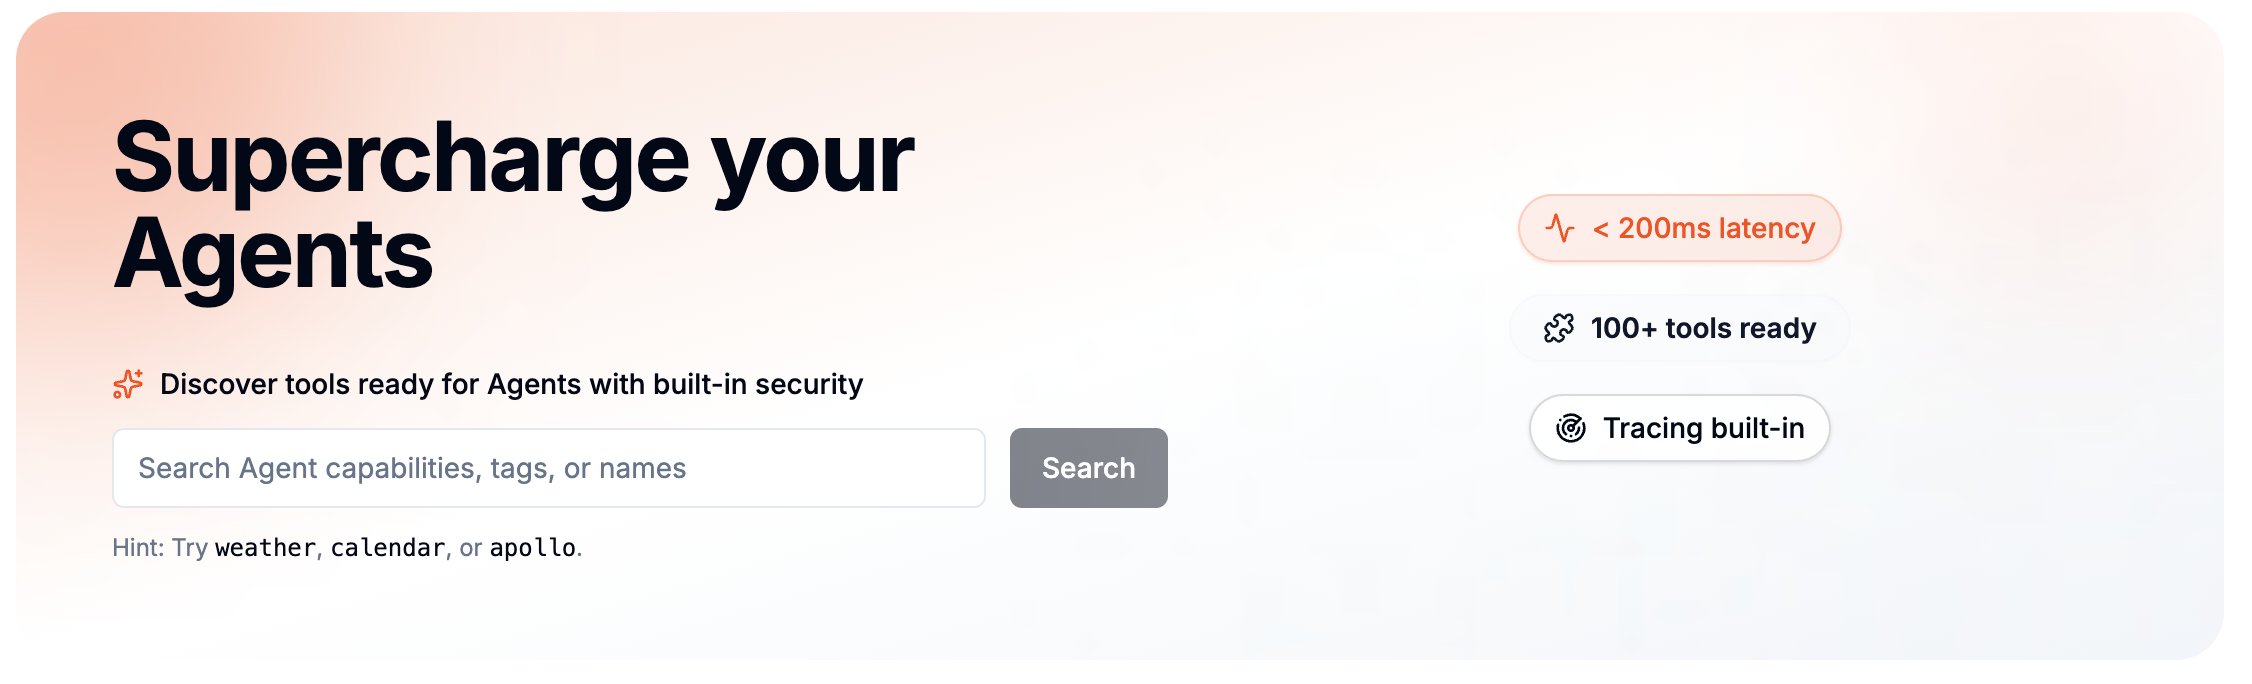 Supercharge your
Agents
Discover tools ready for Agents with built-in security
Search Agent capabilities, tags, or names
Search
Hint: Try weather, calendar, or apollo.
< 200ms latency
100+ tools ready
Tracing built-in